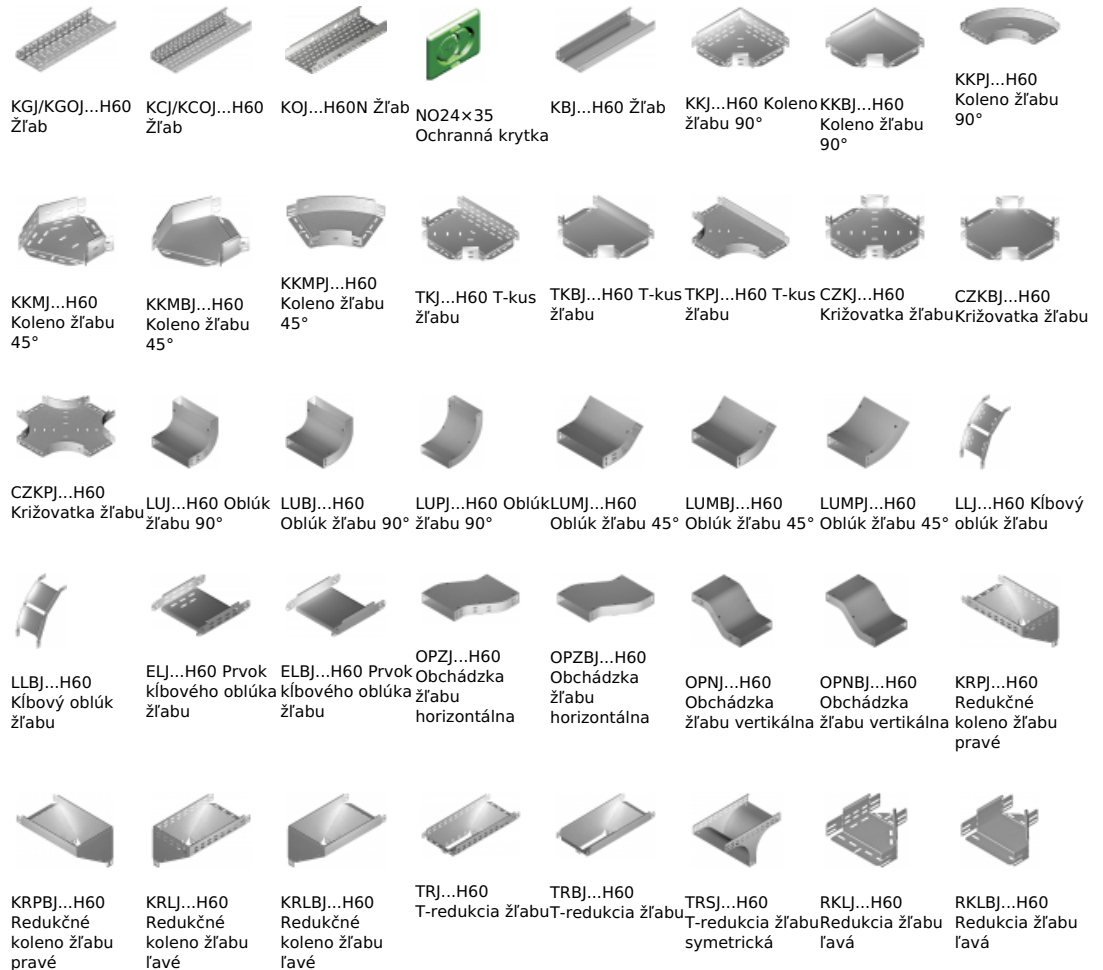 KGJ/KGOJ...H60
Žľab
KCJ/KCOJ...H60
Žľab
KOJ...H60N Žľab
NO24×35
Ochranná krytka
KBJ...H60 Žľab
KKJ...H60 Koleno
žľabu 90°
KKBJ...H60
Koleno žľabu
90°
KKPJ...H60
Koleno žľabu
90°
KKMJ...H60
Koleno žľabu
45°
KKMBJ...H60
Koleno žľabu
45°
KKMPJ...H60
Koleno žľabu
45°
TKJ...H60 T-kus
žľabu
TKBJ...H60 T-kus
žľabu
TKPJ...H60 T-kus
žľabu
CZKJ...H60
Križovatka žľabu
CZKBJ...H60
Križovatka žľabu
CZKPJ...H60
Križovatka žľabu
LUJ...H60 Oblúk
žľabu 90°
LUBJ...H60
Oblúk žľabu 90°
LUPJ...H60 Oblúk
žľabu 90°
LUMJ...H60
Oblúk žľabu 45°
LUMBJ...H60
Oblúk žľabu 45°
LUMPJ...H60
Oblúk žľabu 45°
LLJ...H60 Kĺbový
oblúk žľabu
LLBJ...H60
Kĺbový oblúk
žľabu
ELJ...H60 Prvok
kĺbového oblúka
žľabu
ELBJ...H60 Prvok
kĺbového oblúka
žľabu
OPZJ...H60
Obchádzka
žľabu
horizontálna
OPZBJ...H60
Obchádzka
žľabu
horizontálna
OPNJ...H60
Obchádzka
žľabu vertikálna
OPNBJ...H60
Obchádzka
žľabu vertikálna
KRPJ...H60
Redukčné
koleno žľabu
pravé
KRPBJ...H60
Redukčné
koleno žľabu
pravé
KRLJ...H60
Redukčné
koleno žľabu
ľavé
KRLBJ...H60
Redukčné
koleno žľabu
ľavé
TRJ...H60
T-redukcia žľabu
TRBJ...H60
T-redukcia žľabu
TRSJ...H60
T-redukcia žľabu
symetrická
RKLJ...H60
Redukcia žľabu
ľavá
RKLBJ...H60
Redukcia žľabu
ľavá